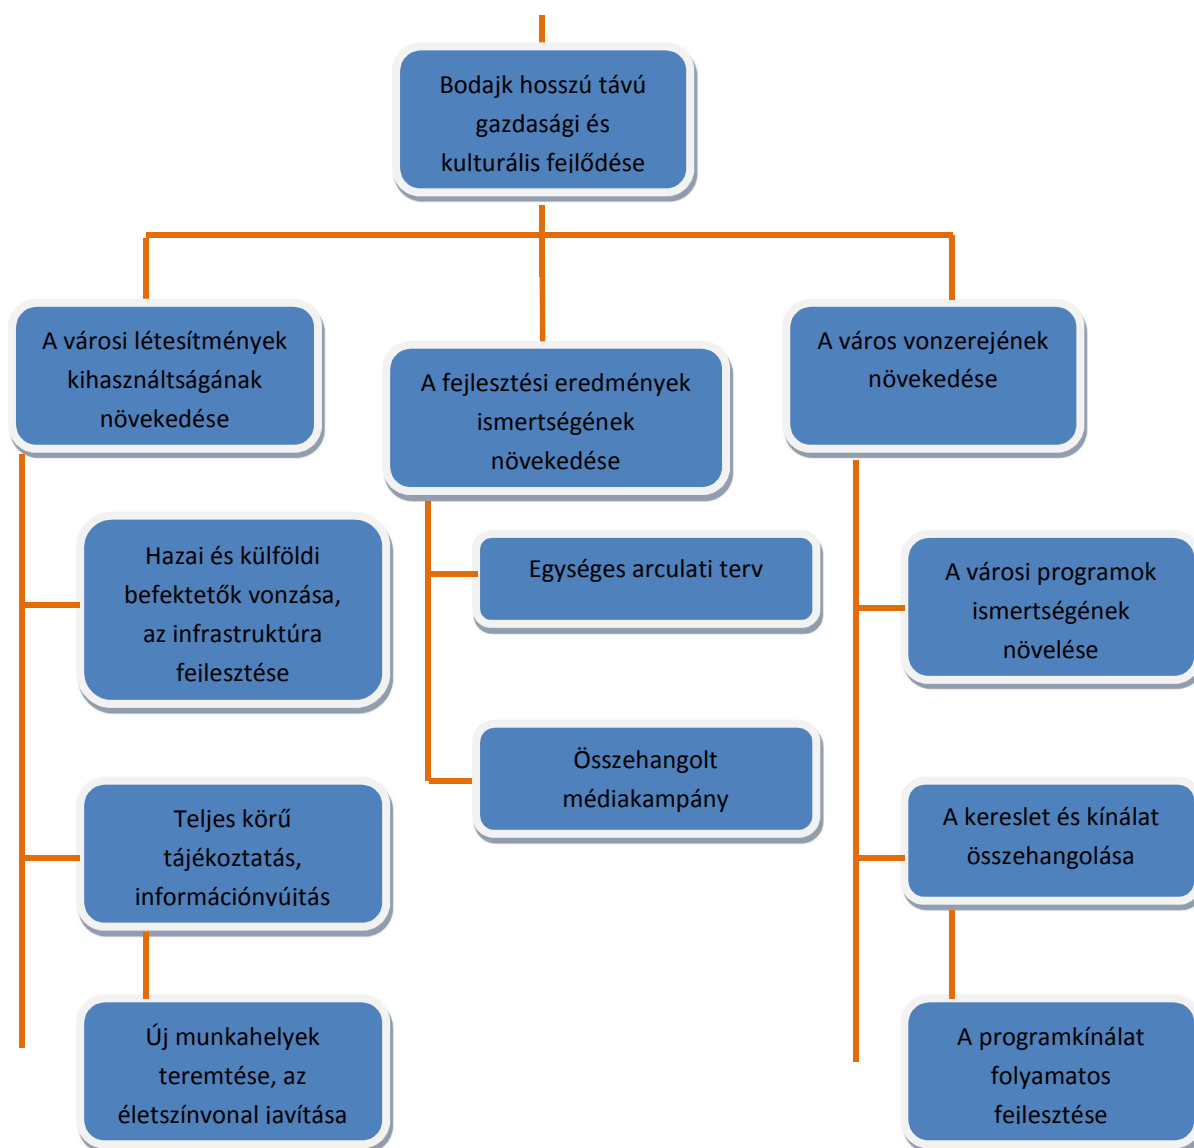 Bodajk hosszú távú
gazdasági és
kulturális fejlődése
A városi létesítmények
kihasználtságának
növekedése
A fejlesztési eredmények
ismertségének
növekedése
A város vonzerejének
növekedése
Hazai és külföldi
befektetők vonzása,
az infrastruktúra
fejlesztése
Egységes arculati terv
A városi programok
ismertségének
növelése
Összehangolt
médiakampány
Teljes körű
tájékoztatás,
információnyújtás
A kereslet és kínálat
összehangolása
Új munkahelyek
teremtése, az
életszínvonal javítása
A programkínálat
folyamatos
fejlesztése